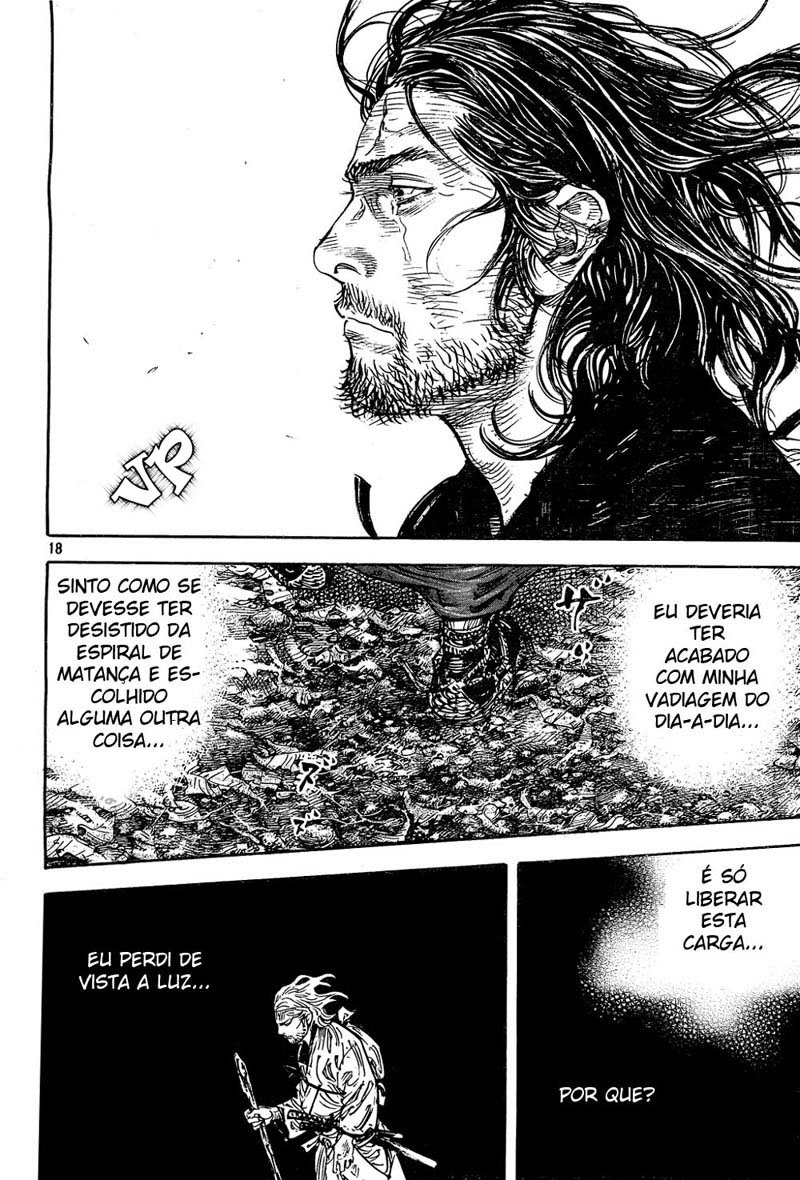 VP
18
EU DEVERIA
TER
ACABADO
COM MINHA
VADIAGEM DO
DIA-A-DIA...
SINTO COMO SE
DEVESSE TER
DESISTIDO DA
ESPIRAL DE
MATANÇA E ES-
COLHIDO
ALGUMA OUTRA
COISA...
É SÓ
LIBERAR
ESTA
CARGA...
POR QUE?
EU PERDI DE
VISTA A LUZ...